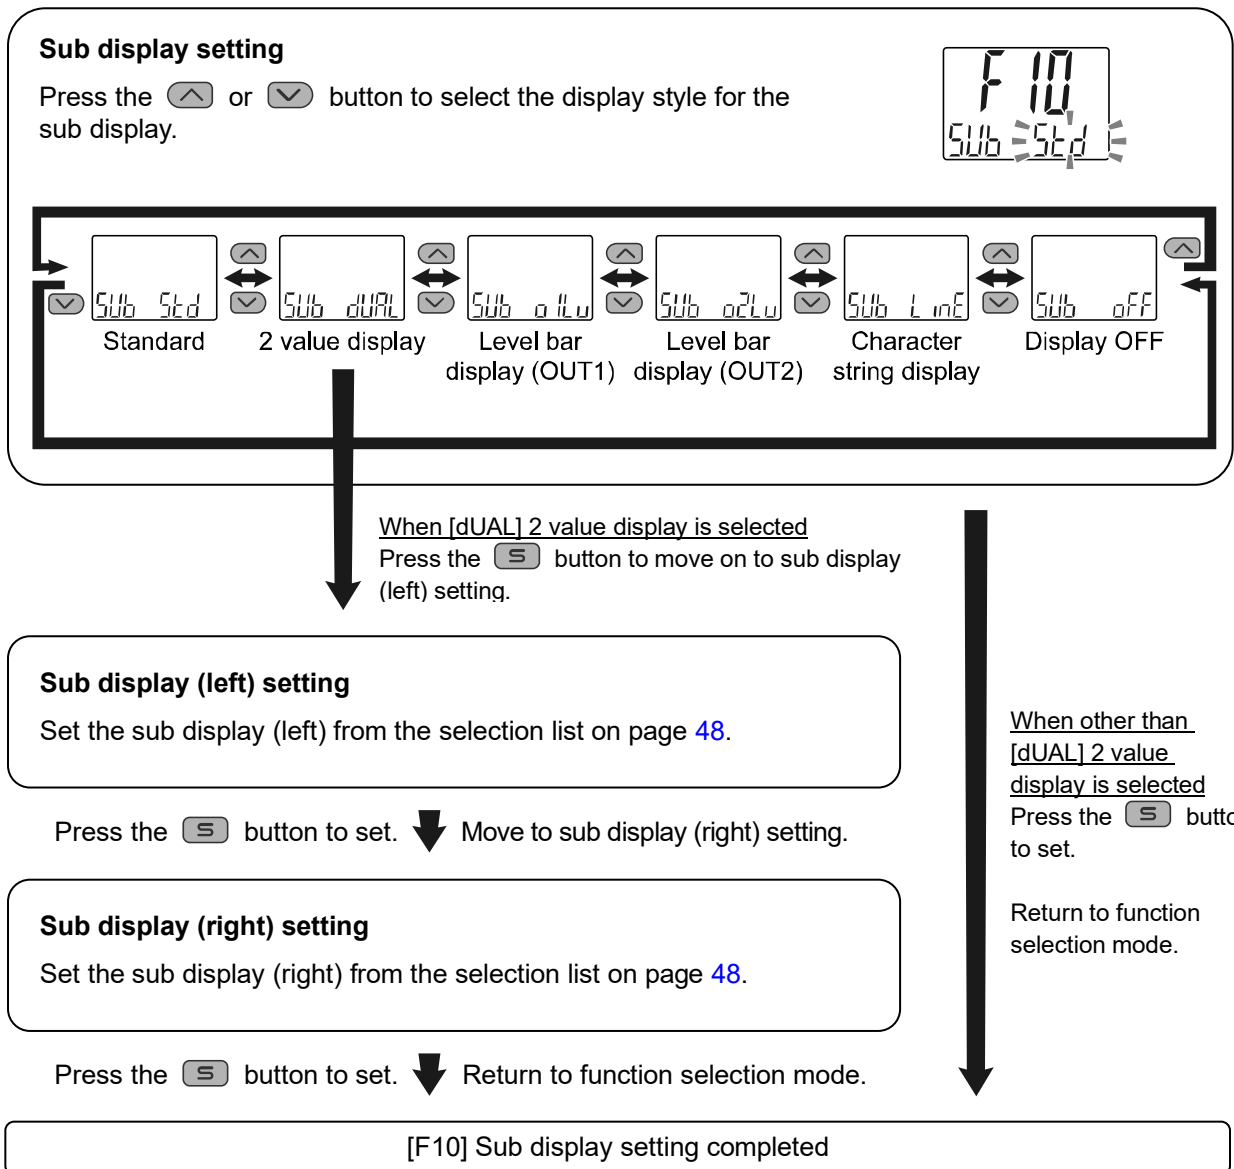 Sub display setting
Press the or button to select the display style for the
sub display.
F 10
SUb Std
SUb Std
SUb dUAL
SUb o1Lv
SUb o2Lv
SUb LinE
SUb oFF
Standard
2 value display
Level bar
display (OUT1)
Level bar
display (OUT2)
Character
string display
Display OFF
When [dUAL] 2 value display is selected
Press the S button to move on to sub display
(left) setting.
Sub display (left) setting
Set the sub display (left) from the selection list on page 48.
Press the S button to set. Move to sub display (right) setting.
Sub display (right) setting
Set the sub display (right) from the selection list on page 48.
Press the S button to set. Return to function selection mode.
When other than
[dUAL] 2 value
display is selected
Press the S butto
to set.
Return to function
selection mode.
[F10] Sub display setting completed